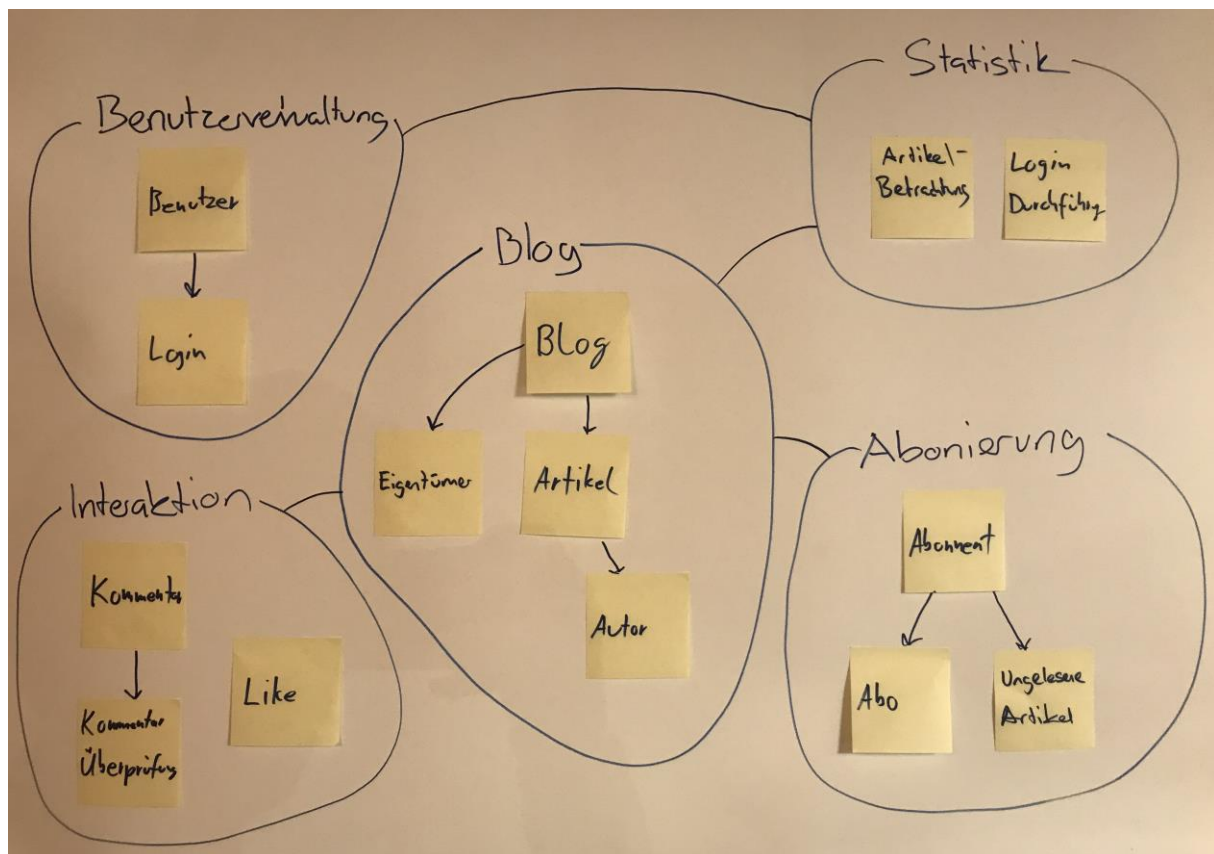 Benutzerverwaltung
Benutzer
Login
Statistik
Artikel-
Betrachtung
Login
Durchführg
Blog
Blog
Eigentümer
Artikel
Autor
Interaktion
Kommentar
Kommentar
Überprüfung
Like
Abonierung
Abonnent
Abo
Ungelesene
Artikel